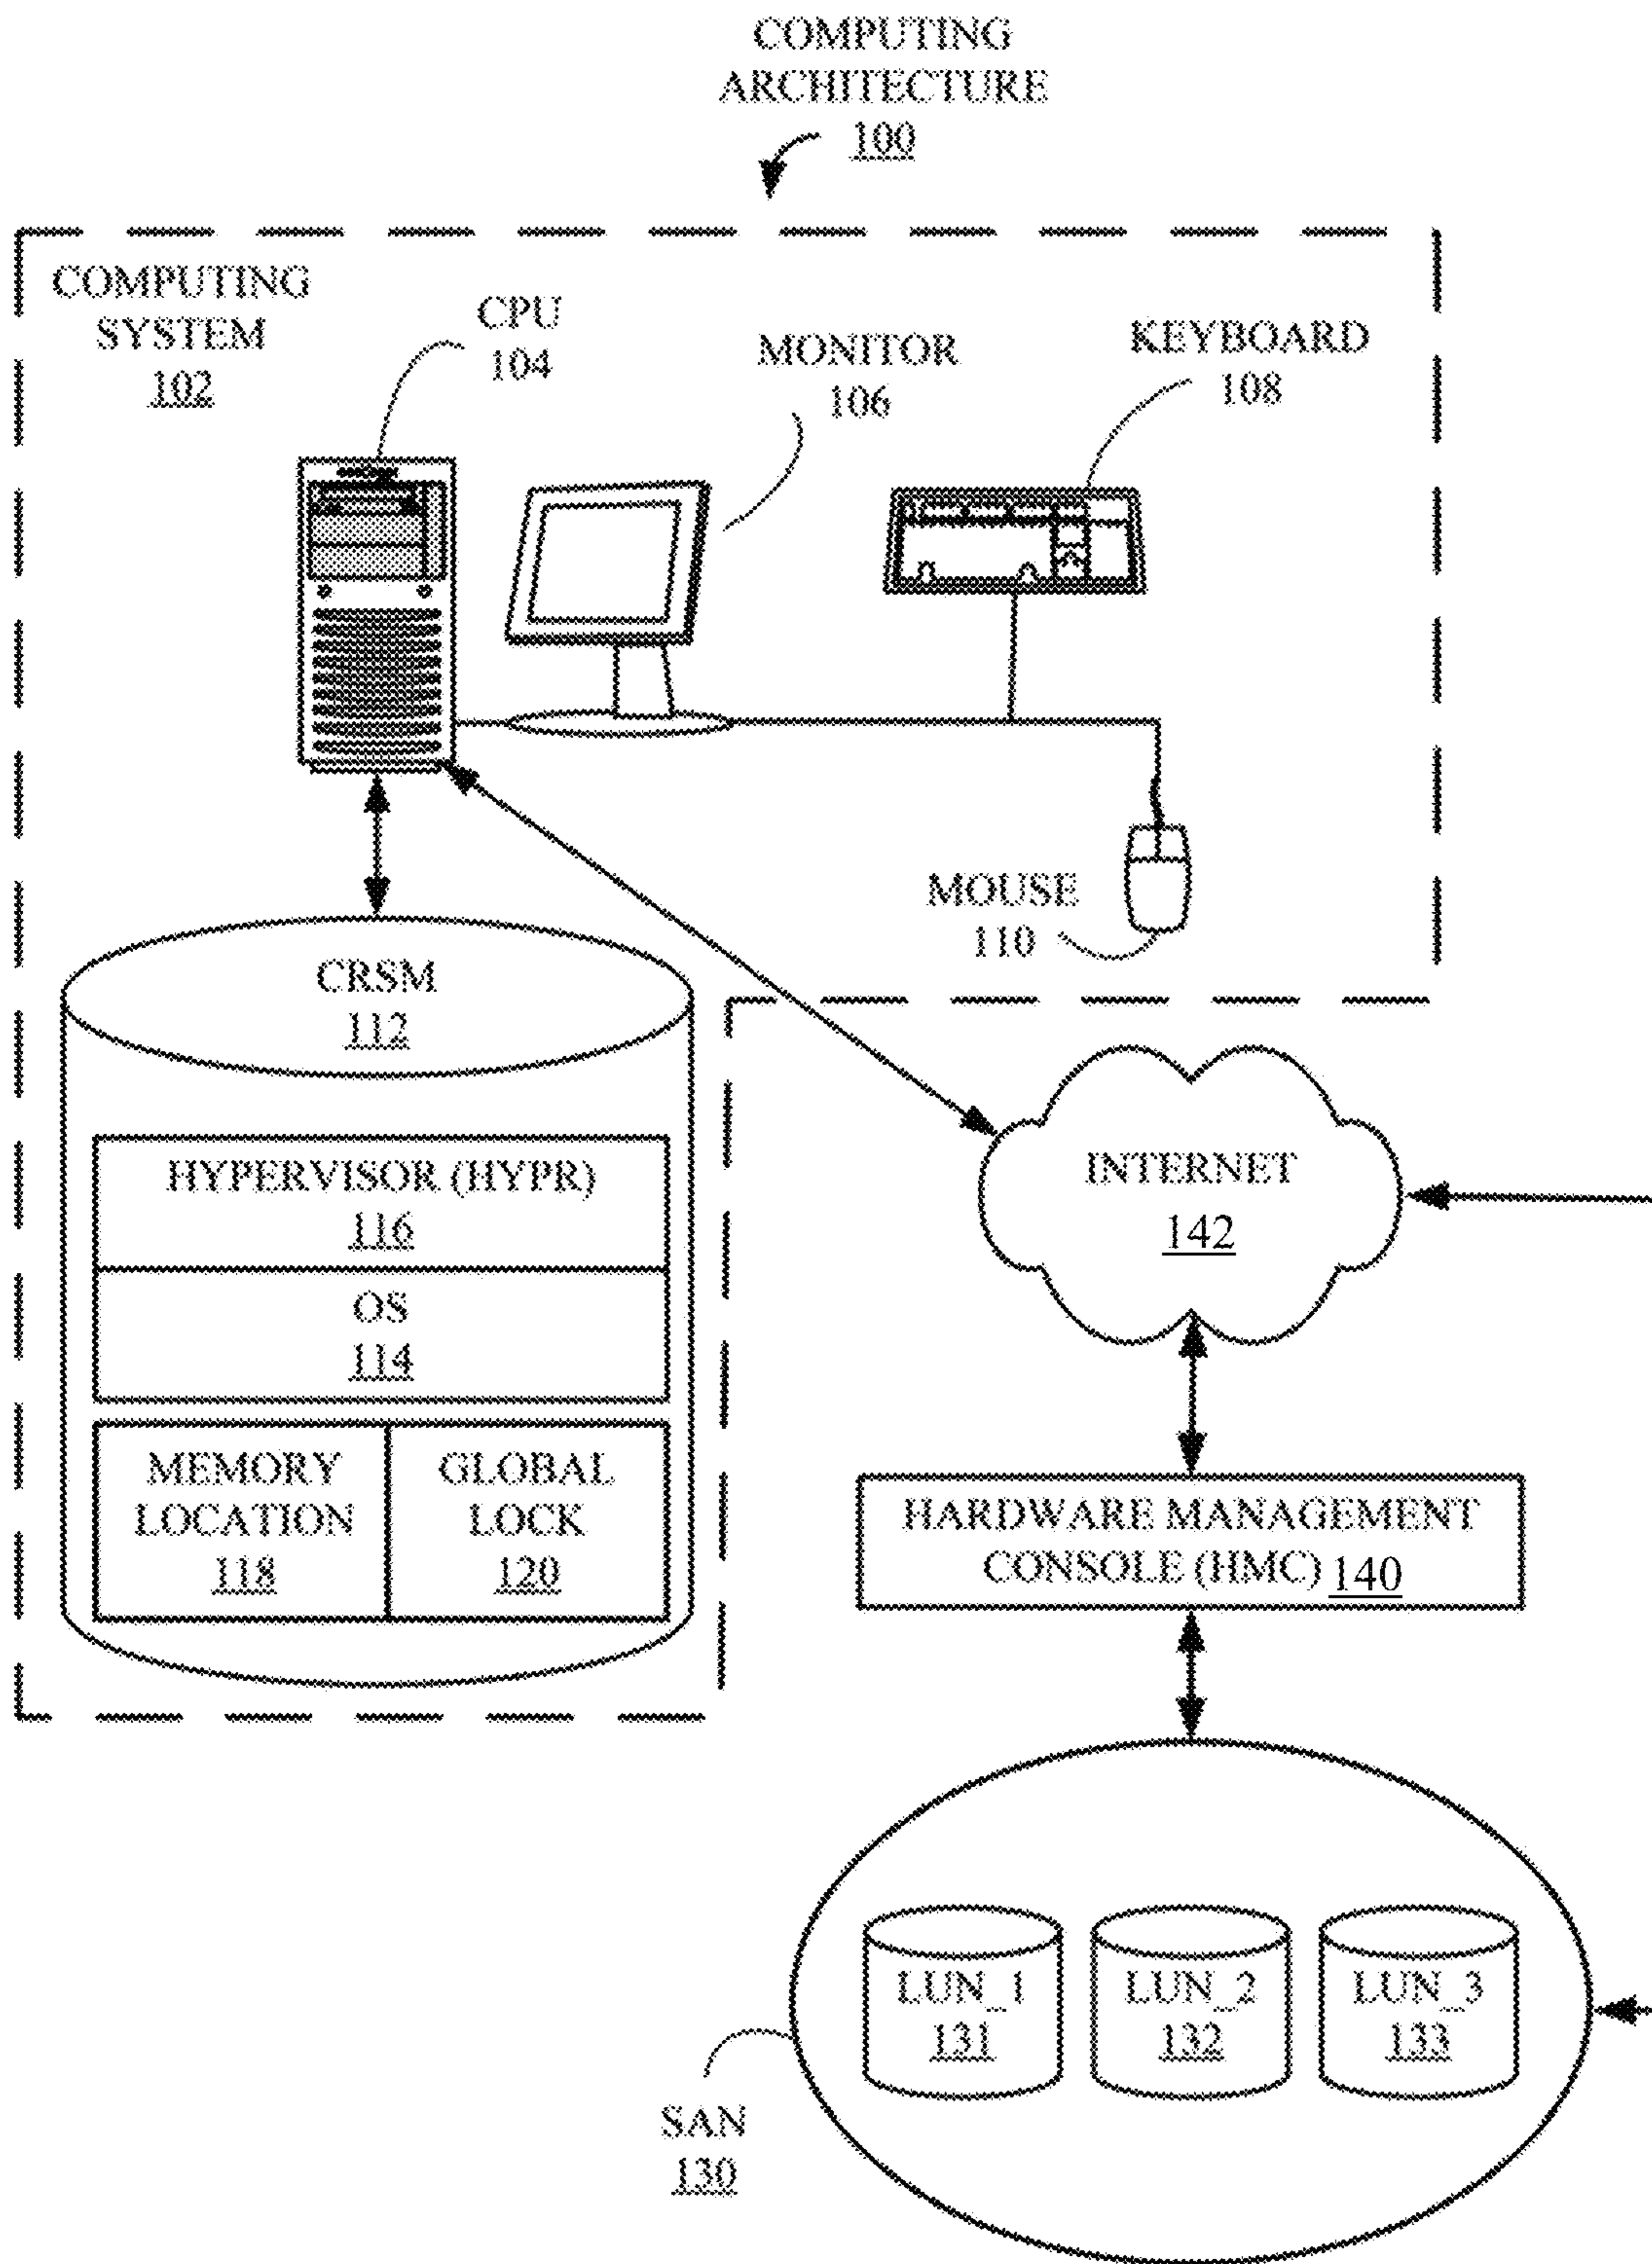 COMPUTING
ARCHITECTURE
100
COMPUTING
SYSTEM
102
CPU
104
MONITOR
106
KEYBOARD
108
MOUSE
110
CRSM
112
HYPERVISOR (HYPR)
116
OS
114
MEMORY
LOCATION
118
GLOBAL
LOCK
120
INTERNET
142
HARDWARE MANAGEMENT
CONSOLE (HMC) 140
LUN_1
131
LUN_2
132
LUN_3
133
SAN
130